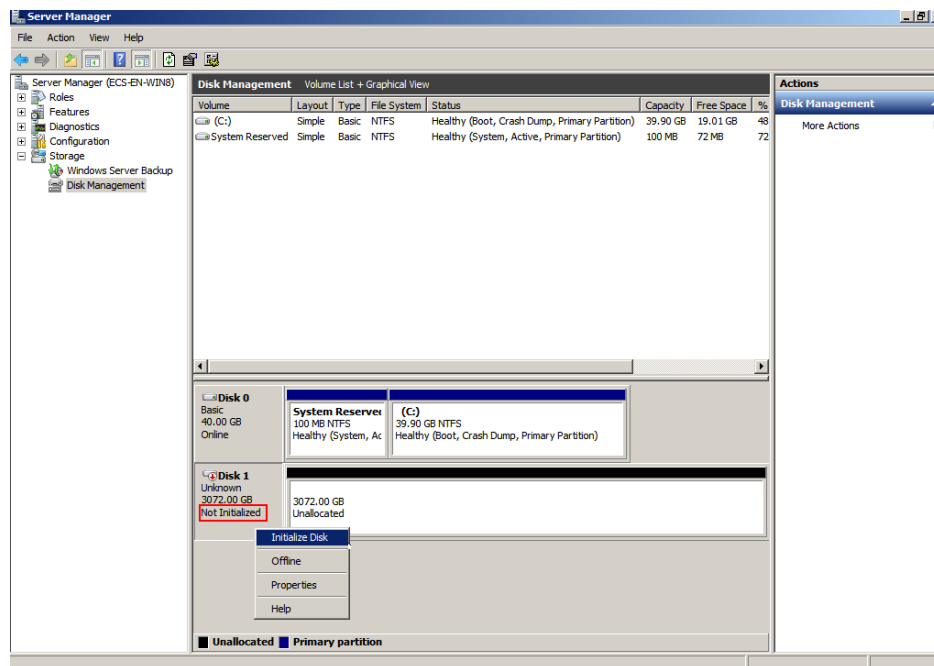 Server Manager
File Action View Help
Server Manager (ECS-EN-WIN8)
Roles
Features
Diagnostics
Configuration
Storage
Windows Server Backup
Disk Management
Disk Management Volume List + Graphical View
Volume Layout Type File System Status Capacity Free Space %
(C:) Simple Basic NTFS Healthy (Boot, Crash Dump, Primary Partition) 39.90 GB 19.01 GB 48
System Reserved Simple Basic NTFS Healthy (System, Active, Primary Partition) 100 MB 72 MB 72
Actions
Disk Management
More Actions
Disk 0
Basic
40.00 GB
Online
System Reserve
100 MB NTFS
Healthy (System, Ac
(C:)
39.90 GB NTFS
Healthy (Boot, Crash Dump, Primary Partition)
Disk 1
Unknown
3072.00 GB
Not Initialized
3072.00 GB
Unallocated
Initialize Disk
Offline
Properties
Help
Unallocated Primary partition